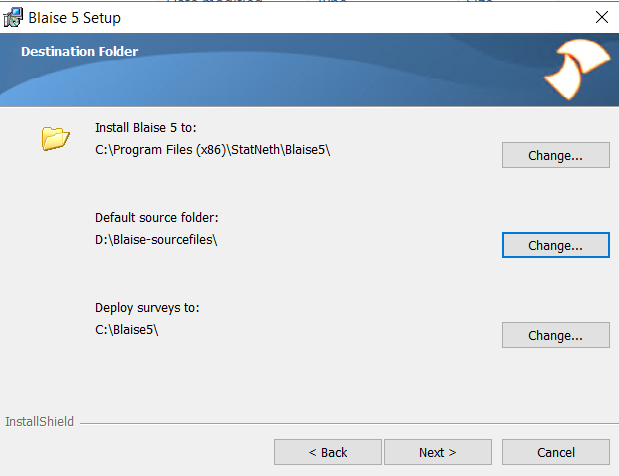 Blaise 5 Setup
Destination Folder
Install Blaise 5 to:
C:\Program Files (x86)\StatNeth\Blaise5\
Change...
Default source folder:
D:\Blaise-sourcefiles\
Change...
Deploy surveys to:
C:\Blaise5\
Change...
InstallShield
< Back
Next >
Cancel